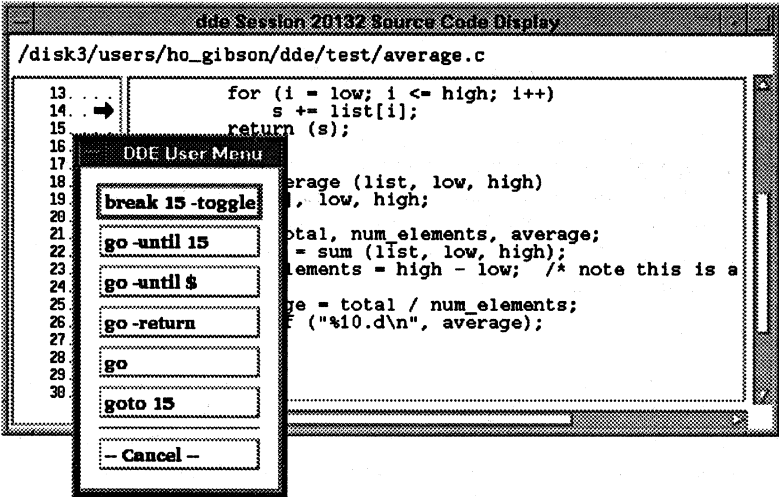 dde Session 20132 Source Code Display
/disk3/users/ho_gibson/dde/test/average.c
13.... for (i = low; i <= high; i++)
14.. s += list[i];
15... return (s);
16.
17.
18. erage (list, low, high)
19. ], low, high;
20.
21. otal, num_elements, average;
22. = sum (list, low, high);
23. lements = high - low; /* note this is a
24.
25. ge = total / num_elements;
26. f ("%10.d\n", average);
27.
28.
29.
30.
DDE User Menu
break 15 -toggle
go -until 15
go -until $
go -return
go
goto 15
-- Cancel --